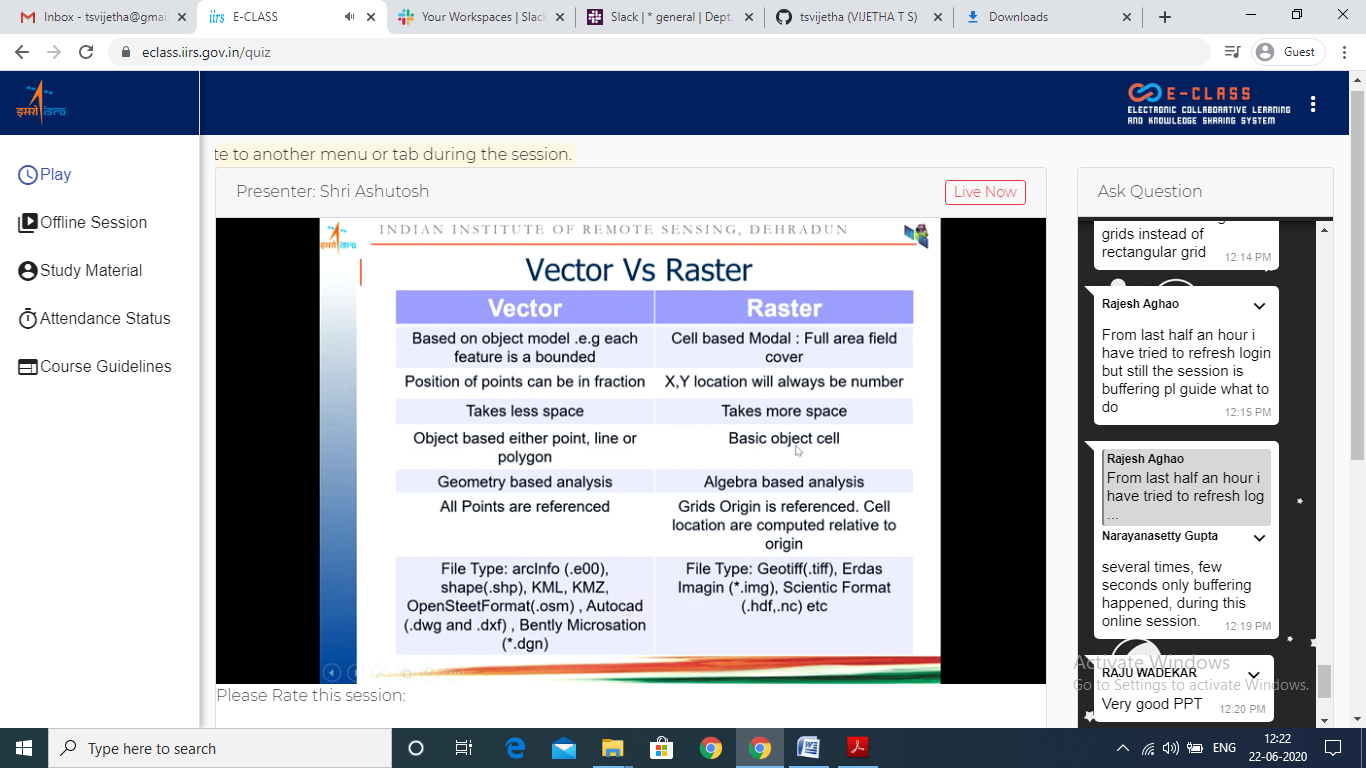 Inbox - tsvijetha@gmail
E-CLASS
Your Workspaces | Slac
Slack | * general | Dept.
tsvijetha (VIJETHA T S)
Downloads
eclass.iirs.gov.in/quiz
Guest
इसरो isro
E-CLASS
ELECTRONIC COLLABORATIVE LEARNING
AND KNOWLEDGE SHARING SYSTEM
te to another menu or tab during the session.
Play
Offline Session
Study Material
Attendance Status
Course Guidelines
Presenter: Shri Ashutosh
Live Now
इसरो isro
INDIAN INSTITUTE OF REMOTE SENSING, DEHRADUN
Vector Vs Raster
Vector
Raster
Based on object model .e.g each
feature is a bounded
Cell based Modal : Full area field
cover
Position of points can be in fraction
X,Y location will always be number
Takes less space
Takes more space
Object based either point, line or
polygon
Basic object cell
Geometry based analysis
Algebra based analysis
All Points are referenced
Grids Origin is referenced. Cell
location are computed relative to
origin
File Type: arcInfo (.e00),
shape(.shp), KML, KMZ,
OpenSteetFormat(.osm) , Autocad
(.dwg and .dxf) , Bently Microsation
(*.dgn)
File Type: Geotiff(.tiff), Erdas
Imagin (*.img), Scientic Format
(.hdf,.nc) etc
Please Rate this session:
Ask Question
grids instead of
rectangular grid
12:14 PM
Rajesh Aghao
From last half an hour i
have tried to refresh login
but still the session is
buffering pl guide what to
do
12:15 PM
Rajesh Aghao
From last half an hour i
have tried to refresh log
...
Narayanasetty Gupta
several times, few
seconds only buffering
happened, during this
online session.
12:19 PM
Activate Windows
Go to Settings to activate Windows.
RAJU WADEKAR
Very good PPT
12:20 PM
Type here to search
ENG
12:22
22-06-2020